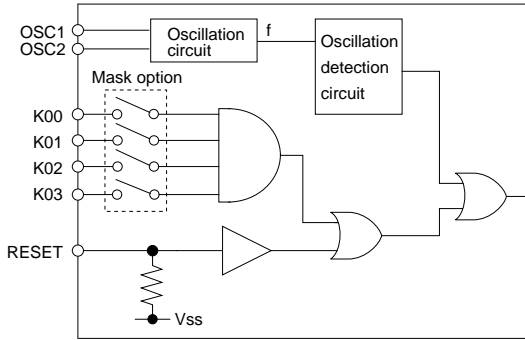 OSC1
OSC2
Oscillation
circuit
f
Oscillation
detection
circuit
Mask option
K00
K01
K02
K03
RESET
Vss